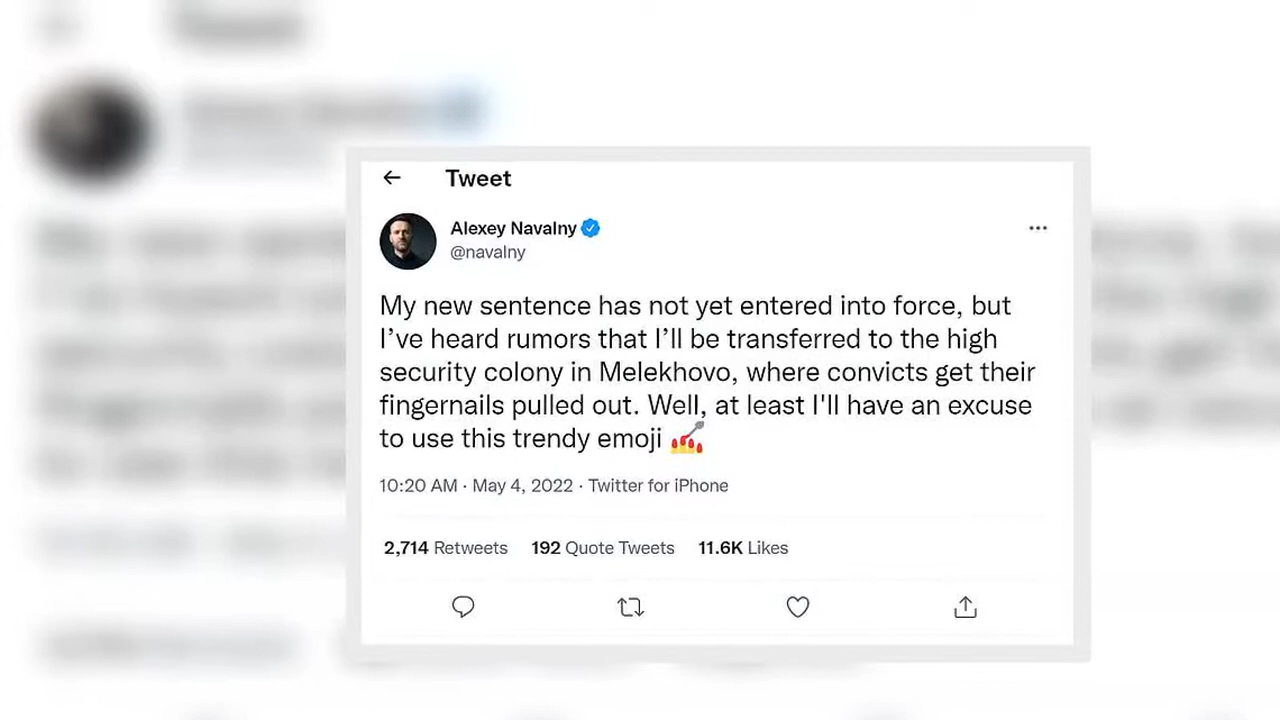 Tweet
Alexey Navalny
@navalny
My new sentence has not yet entered into force, but
I’ve heard rumors that I’ll be transferred to the high
security colony in Melekhovo, where convicts get their
fingernails pulled out. Well, at least I'll have an excuse
to use this trendy emoji 💅
10:20 AM · May 4, 2022 · Twitter for iPhone
2,714 Retweets 192 Quote Tweets 11.6K Likes